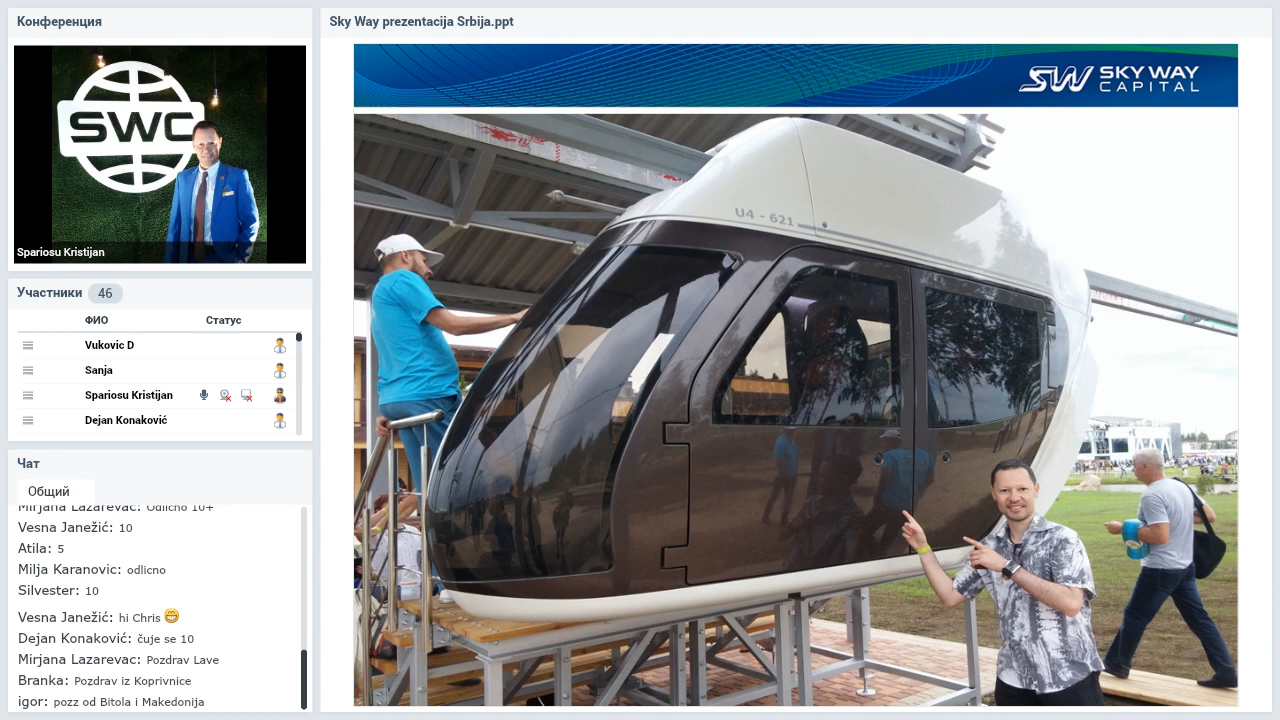 Конференция
SWC
Spariosu Kristijan
Участники 46
ФИО Статус
Vukovic D
Sanja
Spariosu Kristijan
Dejan Konaković
Чат
Общий
Mirjana Lazarevac: Odlicno 10+
Vesna Janežić: 10
Atila: 5
Milja Karanovic: odlicno
Silvester: 10
Vesna Janežić: hi Chris
Dejan Konaković: čuje se 10
Mirjana Lazarevac: Pozdrav Lave
Branka: Pozdrav iz Koprivnice
igor: pozz od Bitola i Makedonija
Sky Way prezentacija Srbija.ppt
SW SKY WAY
CAPITAL
U4 - 621